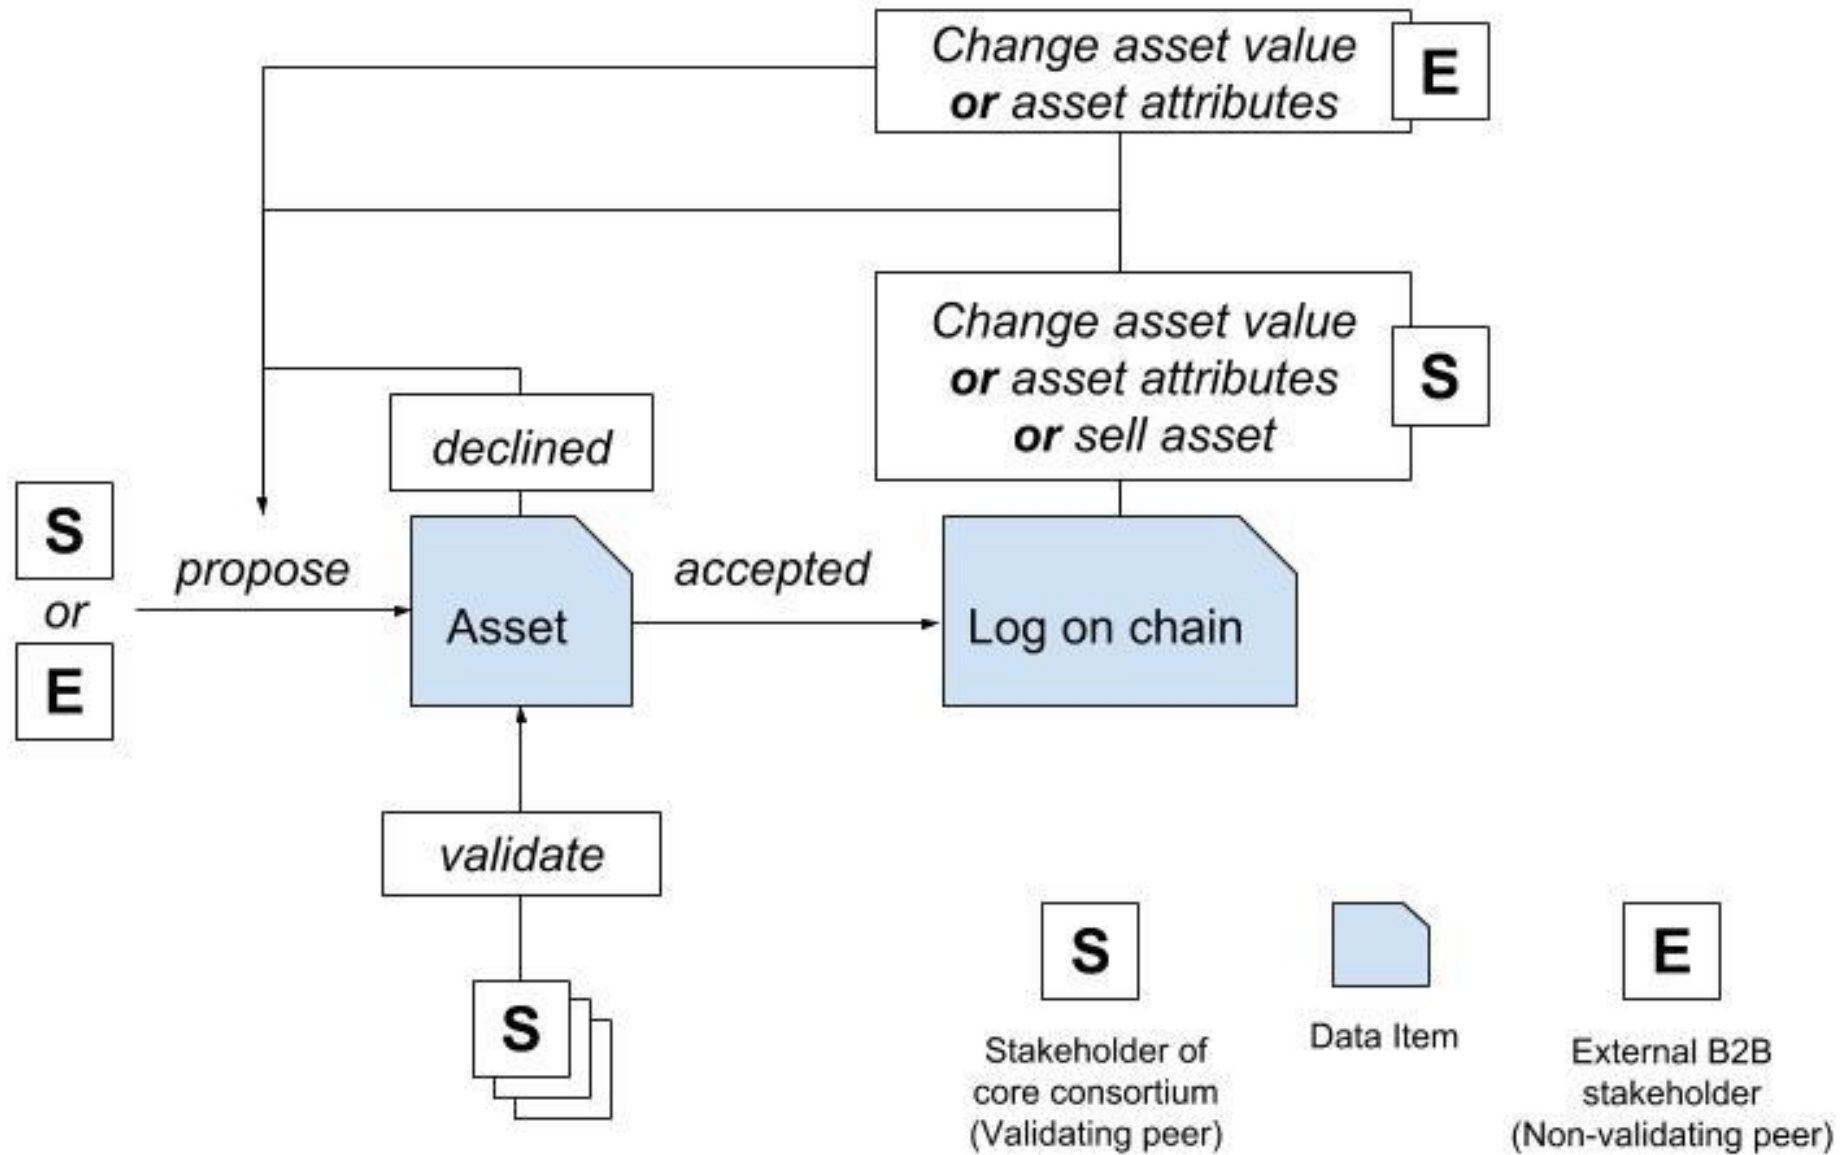 Change asset value
or asset attributes
E
Change asset value
or asset attributes
or sell asset
S
declined
S
or
E
propose
Asset
accepted
Log on chain
validate
S
S
Stakeholder of
core consortium
(Validating peer)
Data Item
E
External B2B
stakeholder
(Non-validating peer)